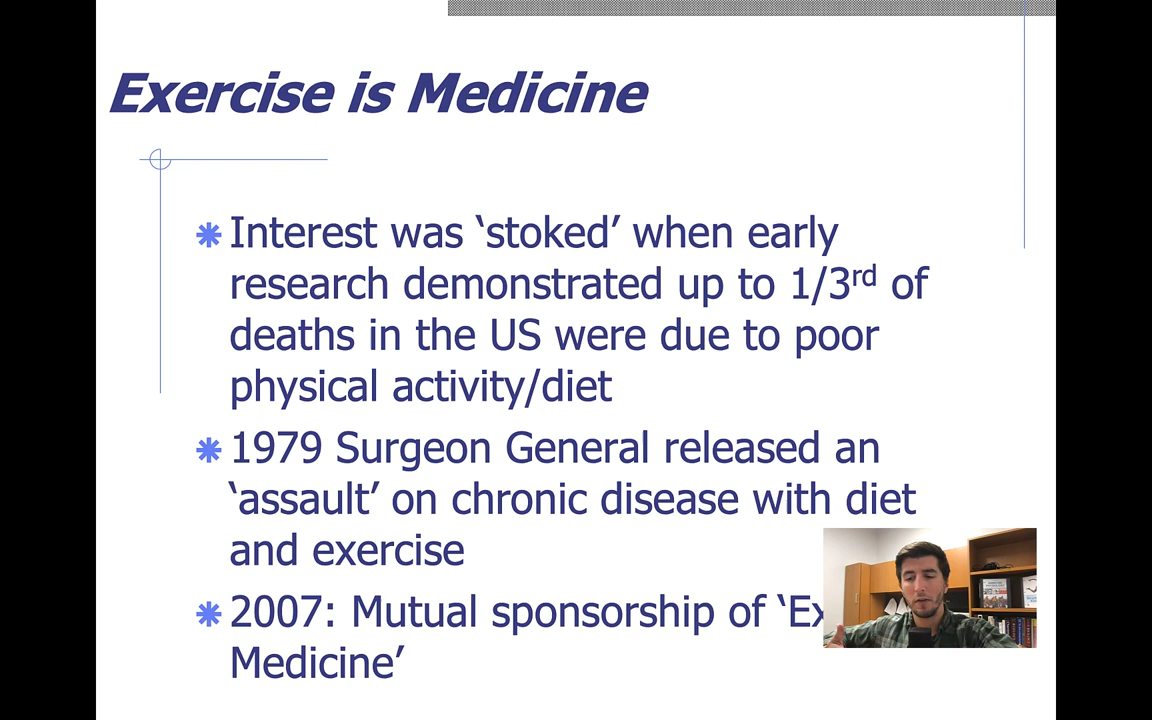 Exercise is Medicine
Interest was ‘stoked’ when early
research demonstrated up to 1/3rd of
deaths in the US were due to poor
physical activity/diet
1979 Surgeon General released an
‘assault’ on chronic disease with diet
and exercise
2007: Mutual sponsorship of ‘Ex
Medicine’